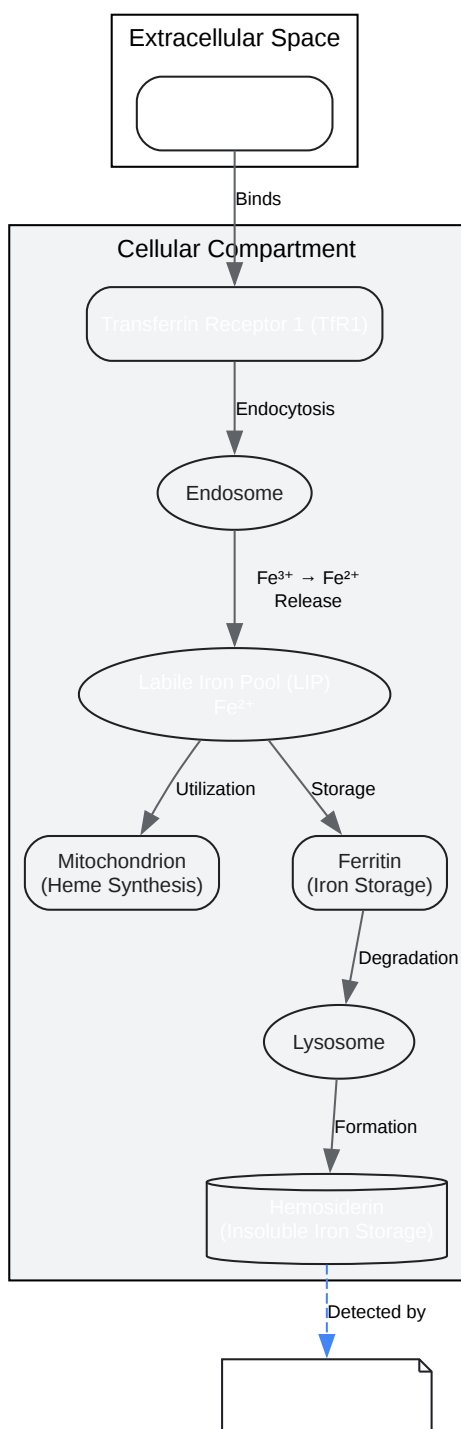 Extracellular Space
Binds
Cellular Compartment
Transferrin Receptor 1 (TfR1)
Endocytosis
Endosome
Fe³⁺ → Fe²⁺
Release
Labile Iron Pool (LIP)
Fe²⁺
Utilization
Storage
Mitochondrion
(Heme Synthesis)
Ferritin
(Iron Storage)
Degradation
Lysosome
Formation
Hemosiderin
(Insoluble Iron Storage)
Detected by